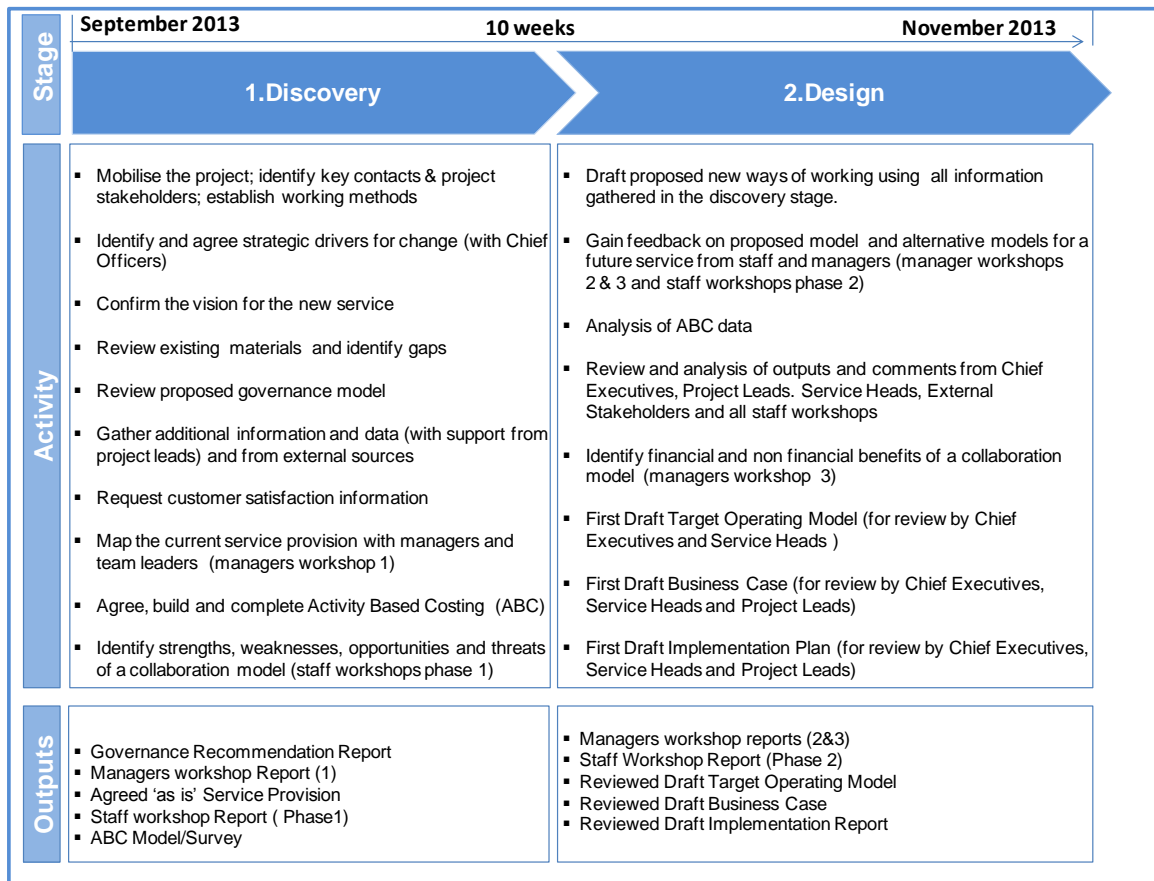 September 2013
10 weeks
November 2013
Stage
1.Discovery
2.Design
Activity
▪ Mobilise the project; identify key contacts & project
stakeholders; establish working methods
▪ Identify and agree strategic drivers for change (with Chief
Officers)
▪ Confirm the vision for the new service
▪ Review existing materials and identify gaps
▪ Review proposed governance model
▪ Gather additional information and data (with support from
project leads) and from external sources
▪ Request customer satisfaction information
▪ Map the current service provision with managers and
team leaders (managers workshop 1)
▪ Agree, build and complete Activity Based Costing (ABC)
▪ Identify strengths, weaknesses, opportunities and threats
of a collaboration model (staff workshops phase 1)
▪ Draft proposed new ways of working using all information
gathered in the discovery stage.
▪ Gain feedback on proposed model and alternative models for a
future service from staff and managers (manager workshops
2 & 3 and staff workshops phase 2)
▪ Analysis of ABC data
▪ Review and analysis of outputs and comments from Chief
Executives, Project Leads. Service Heads, External
Stakeholders and all staff workshops
▪ Identify financial and non financial benefits of a collaboration
model (managers workshop 3)
▪ First Draft Target Operating Model (for review by Chief
Executives and Service Heads )
▪ First Draft Business Case (for review by Chief Executives,
Service Heads and Project Leads)
▪ First Draft Implementation Plan (for review by Chief Executives,
Service Heads and Project Leads)
Outputs
▪ Governance Recommendation Report
▪ Managers workshop Report (1)
▪ Agreed ‘as is’ Service Provision
▪ Staff workshop Report ( Phase1)
▪ ABC Model/Survey
▪ Managers workshop reports (2&3)
▪ Staff Workshop Report (Phase 2)
▪ Reviewed Draft Target Operating Model
▪ Reviewed Draft Business Case
▪ Reviewed Draft Implementation Report